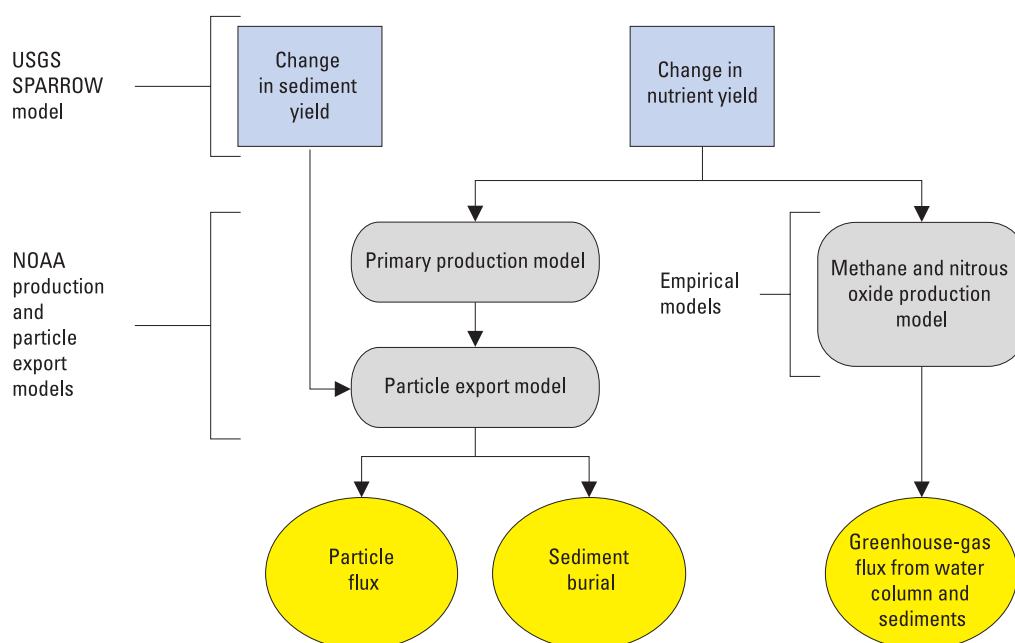 USGS
SPARROW
model
Change
in sediment
yield
Change in
nutrient yield
NOAA
production
and
particle
export
models
Primary production model
Particle export model
Empirical
models
Methane and nitrous
oxide production
model
Particle
flux
Sediment
burial
Greenhouse-gas
flux from water
column and
sediments